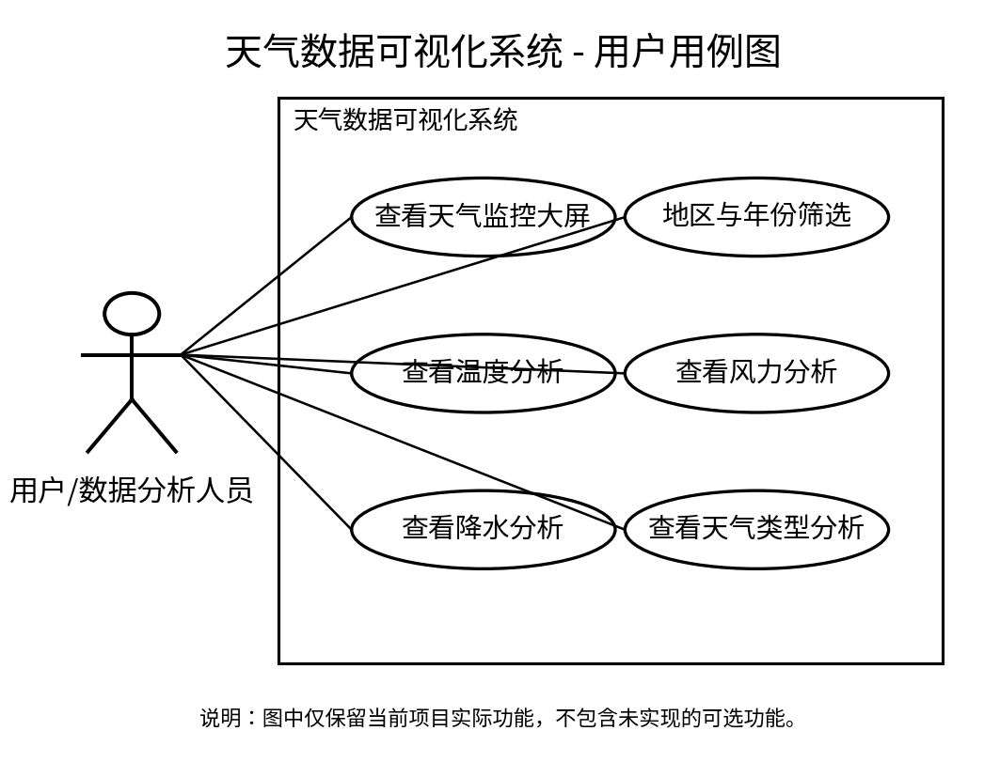 天气数据可视化系统 - 用户用例图
天气数据可视化系统
查看天气监控大屏
地区与年份筛选
查看温度分析
查看风力分析
用户/数据分析人员
查看降水分析
查看天气类型分析
说明：图中仅保留当前项目实际功能，不包含未实现的可选功能。